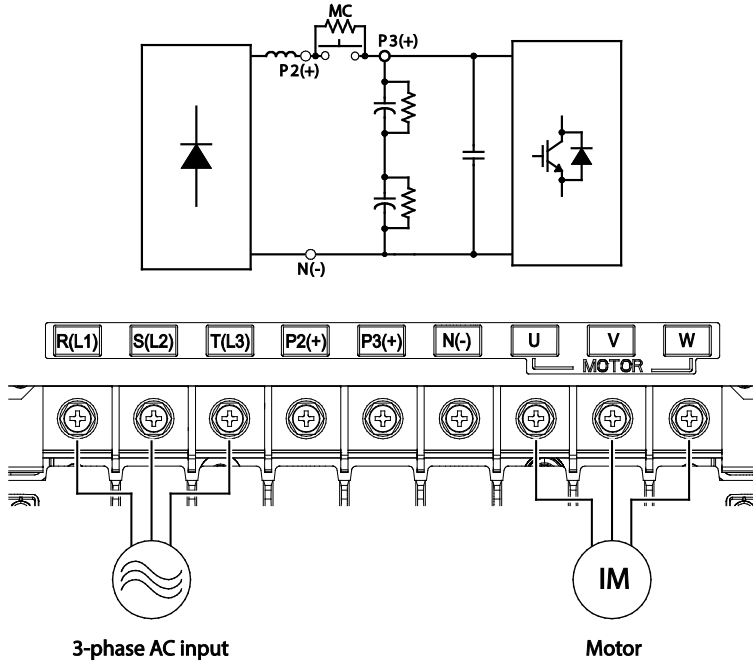 MC
P2(+)
P3(+)
N(-)
R(L1) S(L2) T(L3) P2(+) P3(+) N(-) U V W
MOTOR
IM
3-phase AC input Motor